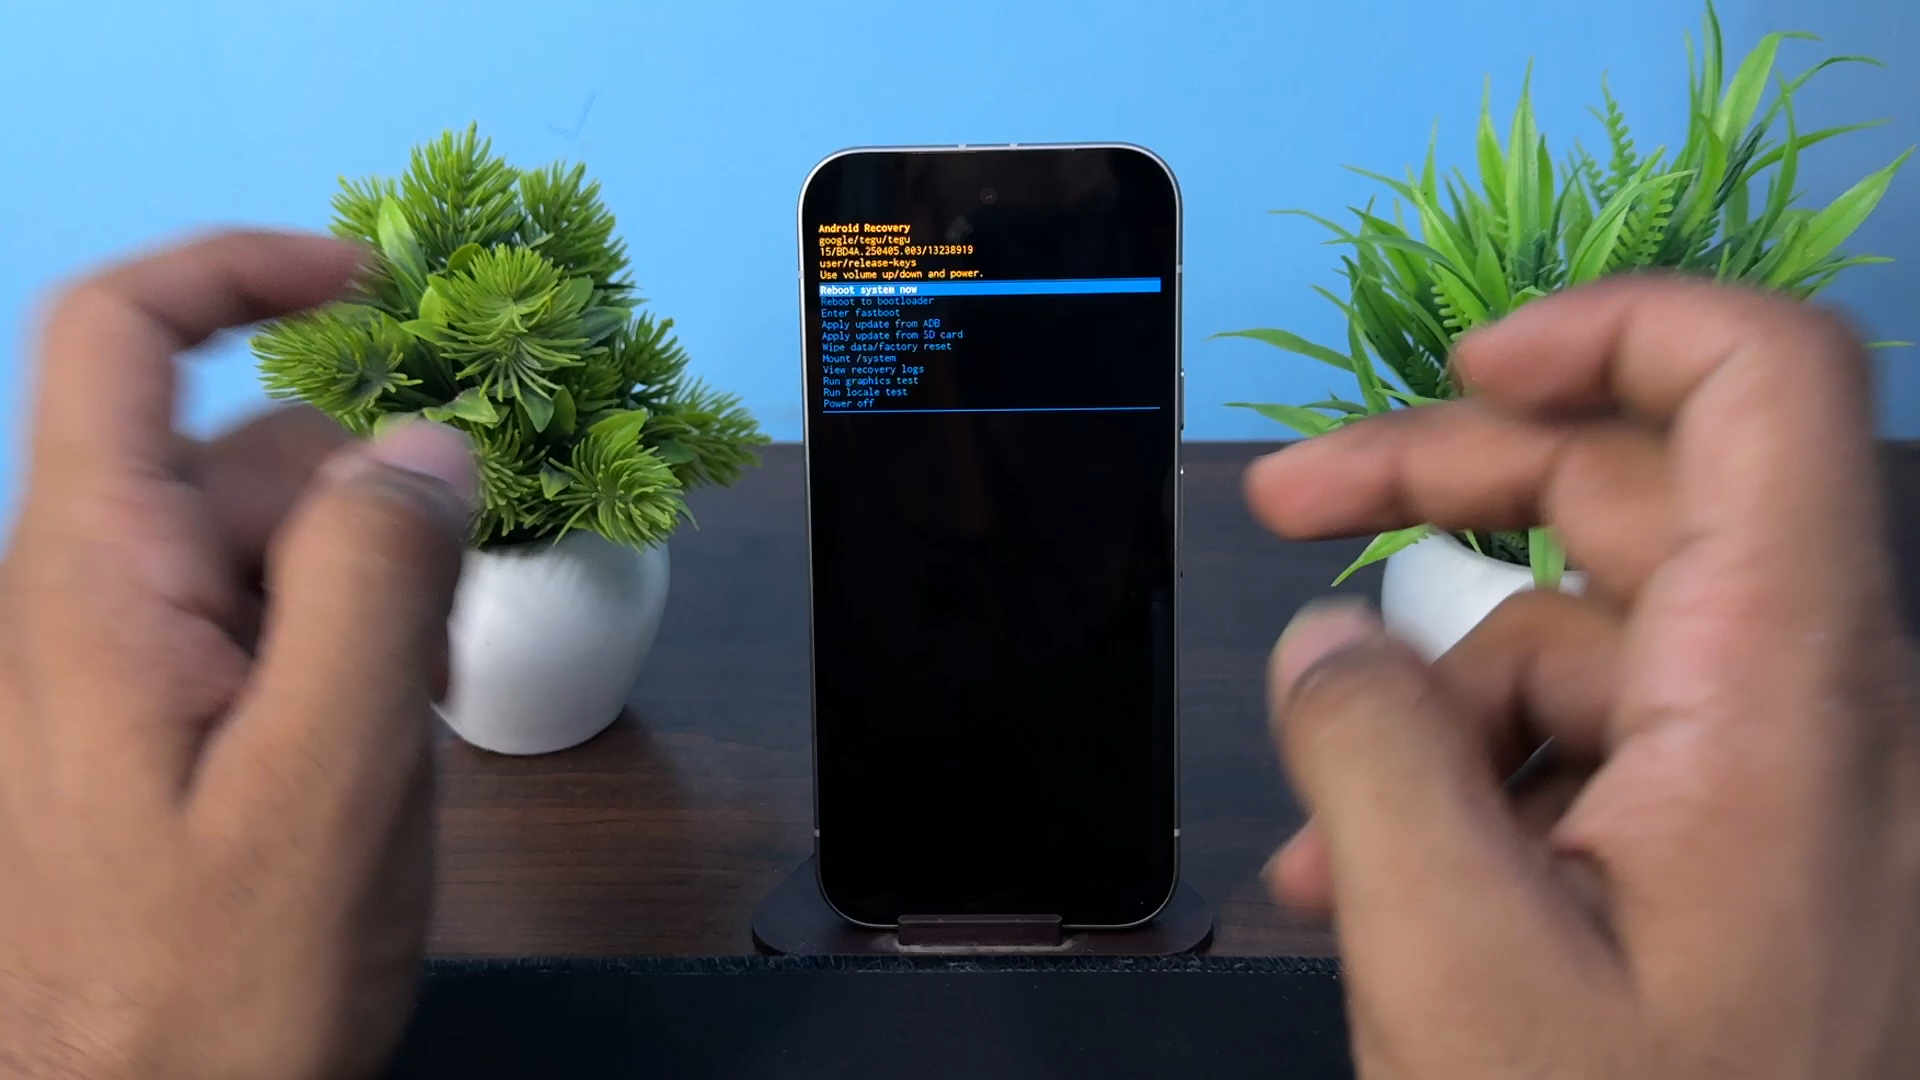 Android Recovery
google/tegu/tegu
15/BD4A.250405.003/13238919
user/release-keys
Use volume up/down and power.
Reboot system now
Reboot to bootloader
Enter fastboot
Apply update from ADB
Apply update from SD card
Wipe data/factory reset
Mount /system
View recovery logs
Run graphics test
Run locale test
Power off